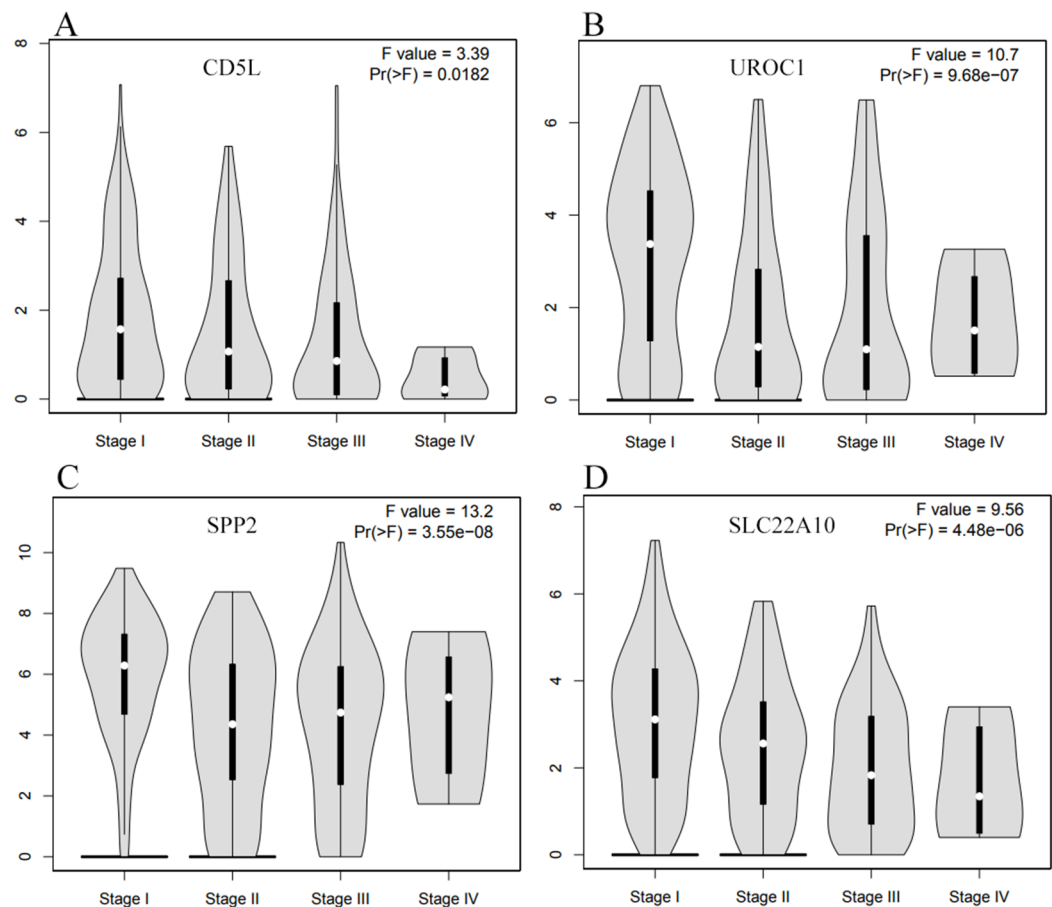 A
CD5L
F value = 3.39
Pr(>F) = 0.0182
8
6
4
2
0
Stage I
Stage II
Stage III
Stage IV
B
UROC1
F value = 10.7
Pr(>F) = 9.68e−07
6
4
2
0
Stage I
Stage II
Stage III
Stage IV
C
SPP2
F value = 13.2
Pr(>F) = 3.55e−08
10
8
6
4
2
0
Stage I
Stage II
Stage III
Stage IV
D
SLC22A10
F value = 9.56
Pr(>F) = 4.48e−06
8
6
4
2
0
Stage I
Stage II
Stage III
Stage IV